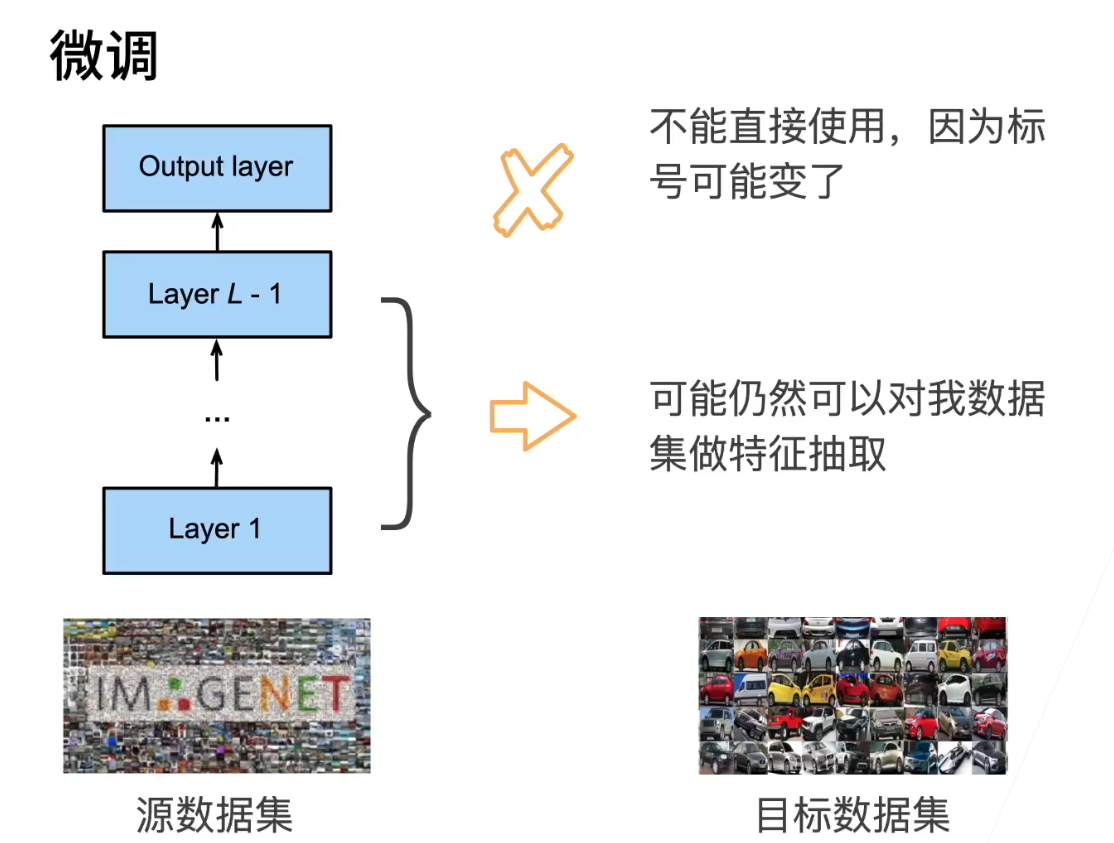 微调
Output layer
不能直接使用，因为标
号可能变了
Layer L - 1
...
可能仍然可以对我数据
集做特征抽取
Layer 1
IMAGENET
源数据集
目标数据集